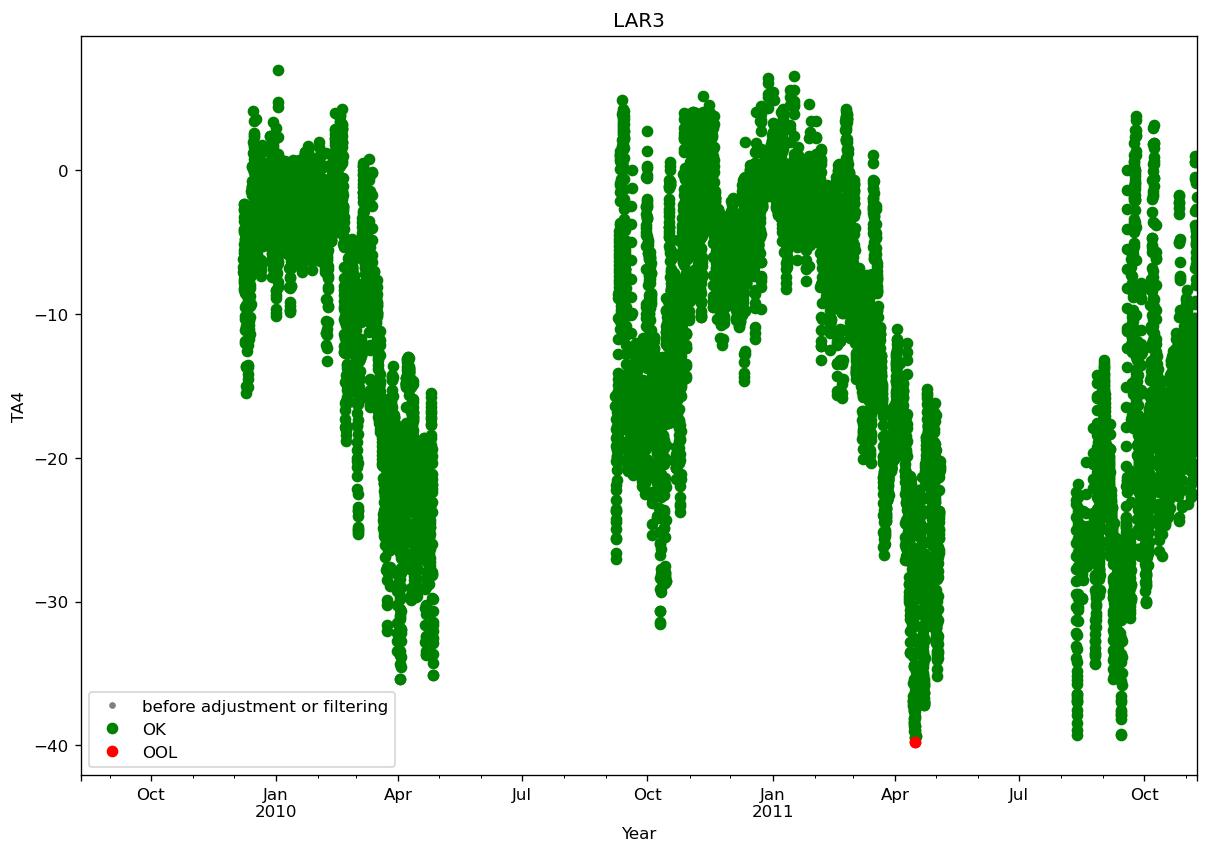 LAR3
TA4
0
−10
−20
−30
−40
before adjustment or filtering
OK
OOL
Oct Jan Apr Jul Oct Jan Apr Jul Oct
2010 2011
Year